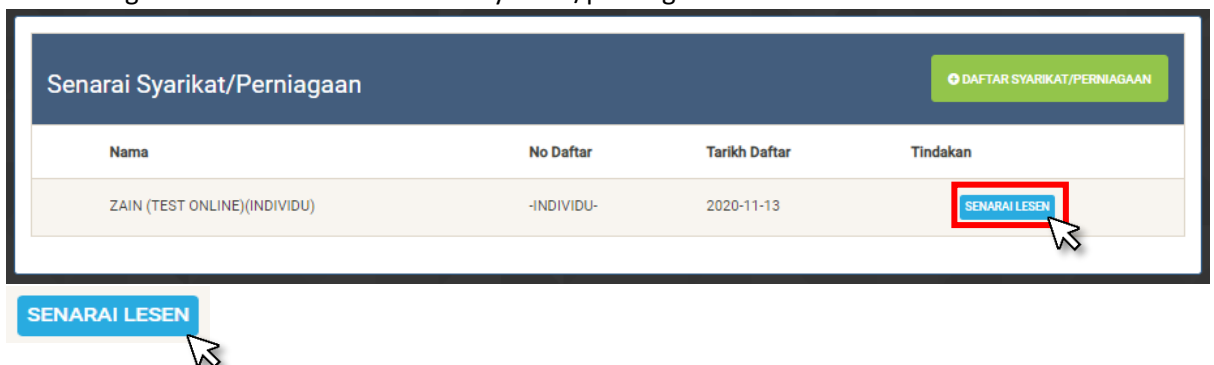 Senarai Syarikat/Perniagaan
DAFTAR SYARIKAT/PERNIAGAAN
Nama No Daftar Tarikh Daftar Tindakan
ZAIN (TEST ONLINE)(INDIVIDU) -INDIVIDU- 2020-11-13 SENARAI LESEN
SENARAI LESEN